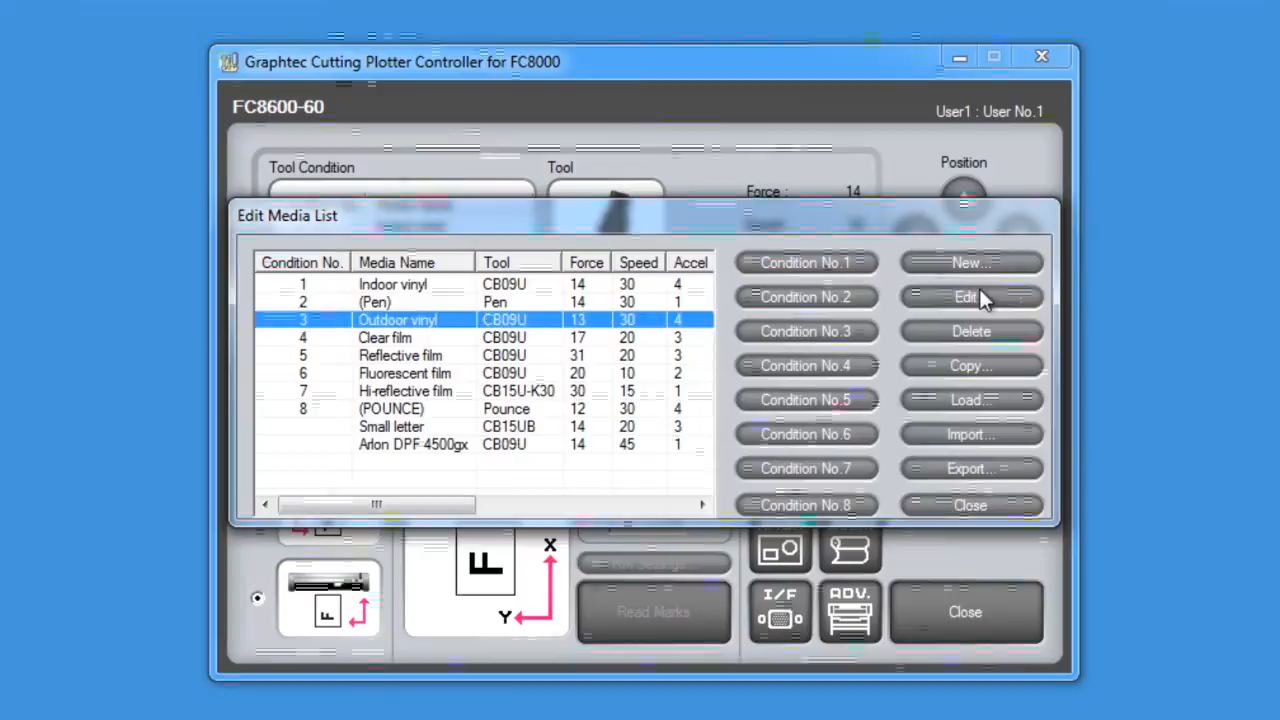 Graphtec Cutting Plotter Controller for FC8000
FC8600-60
User1 : User No.1
Tool Condition
Tool
Force : 14
Position
Edit Media List
Condition No. Media Name Tool Force Speed Accel
1 Indoor vinyl CB09U 14 30 4
2 (Pen) Pen 14 30 1
3 Outdoor vinyl CB09U 13 30 4
4 Clear film CB09U 17 20 3
5 Reflective film CB09U 31 20 3
6 Fluorescent film CB09U 20 10 2
7 Hi-reflective film CB15U-K30 30 15 1
8 (POUNCE) Pounce 12 30 4
Small letter CB15UB 14 20 3
Arlon DPF 4500gx CB09U 14 45 1
Condition No.1
Condition No.2
Condition No.3
Condition No.4
Condition No.5
Condition No.6
Condition No.7
Condition No.8
New...
Edit
Delete
Copy...
Load...
Import...
Export...
Close
F
F
X
Y
Read Marks
I/F
ADV.
Close